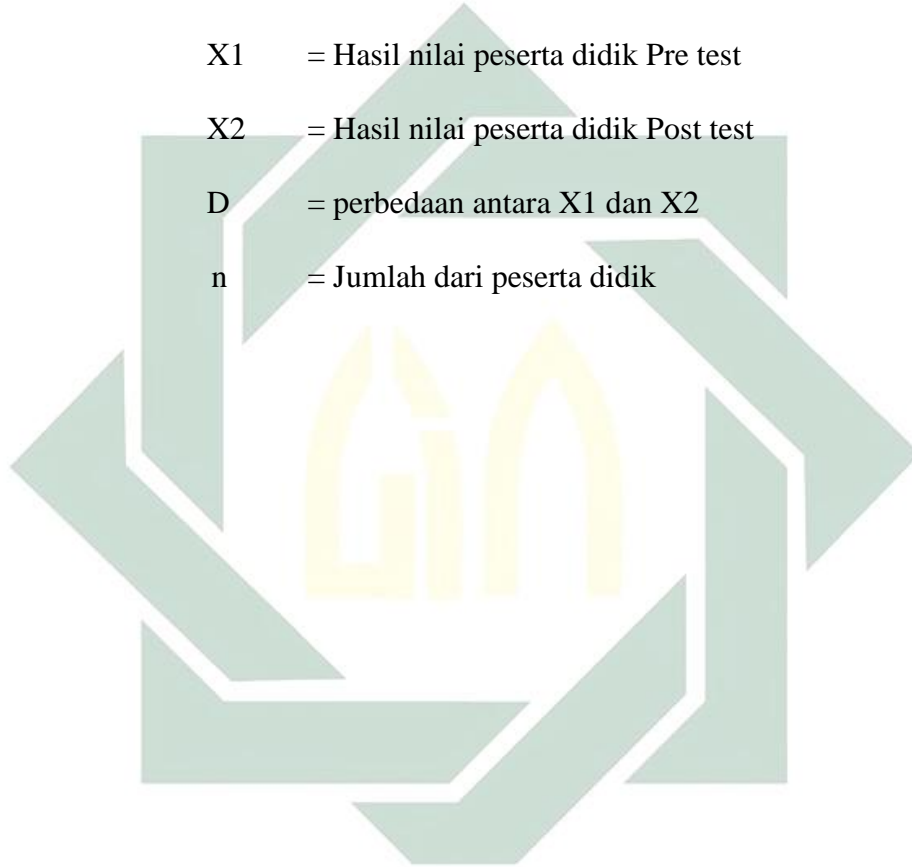 X1 = Hasil nilai peserta didik Pre test
X2 = Hasil nilai peserta didik Post test
D = perbedaan antara X1 dan X2
n = Jumlah dari peserta didik